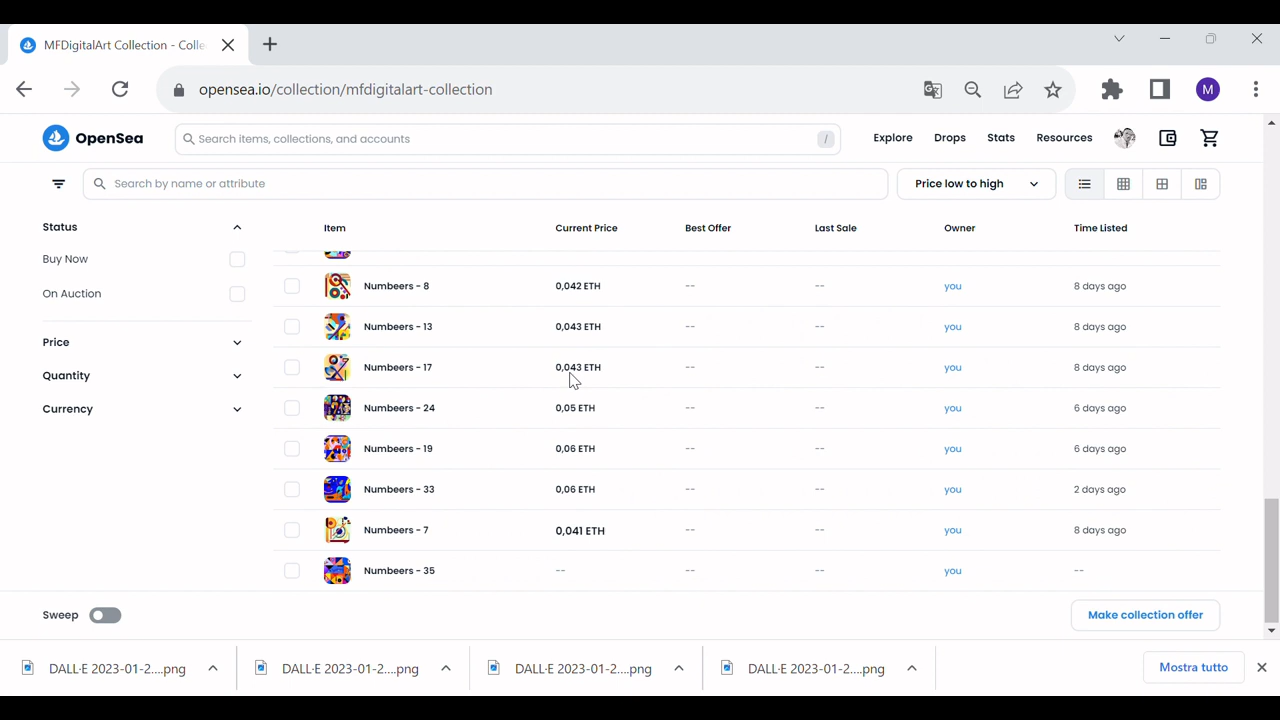 MFDigitalArt Collection - Colle
opensea.io/collection/mfdigitalart-collection
M
OpenSea
Search items, collections, and accounts
/
Explore
Drops
Stats
Resources
Search by name or attribute
Price low to high
Status
Item
Current Price
Best Offer
Last Sale
Owner
Time Listed
Buy Now
On Auction
Price
Quantity
Currency
Numbeers - 8 0,042 ETH -- -- you 8 days ago
Numbeers - 13 0,043 ETH -- -- you 8 days ago
Numbeers - 17 0,043 ETH -- -- you 8 days ago
Numbeers - 24 0,05 ETH -- -- you 6 days ago
Numbeers - 19 0,06 ETH -- -- you 6 days ago
Numbeers - 33 0,06 ETH -- -- you 2 days ago
Numbeers - 7 0,041 ETH -- -- you 8 days ago
Numbeers - 35 -- -- -- you --
Sweep
Make collection offer
DALL·E 2023-01-2....png
DALL·E 2023-01-2....png
DALL·E 2023-01-2....png
DALL·E 2023-01-2....png
Mostra tutto